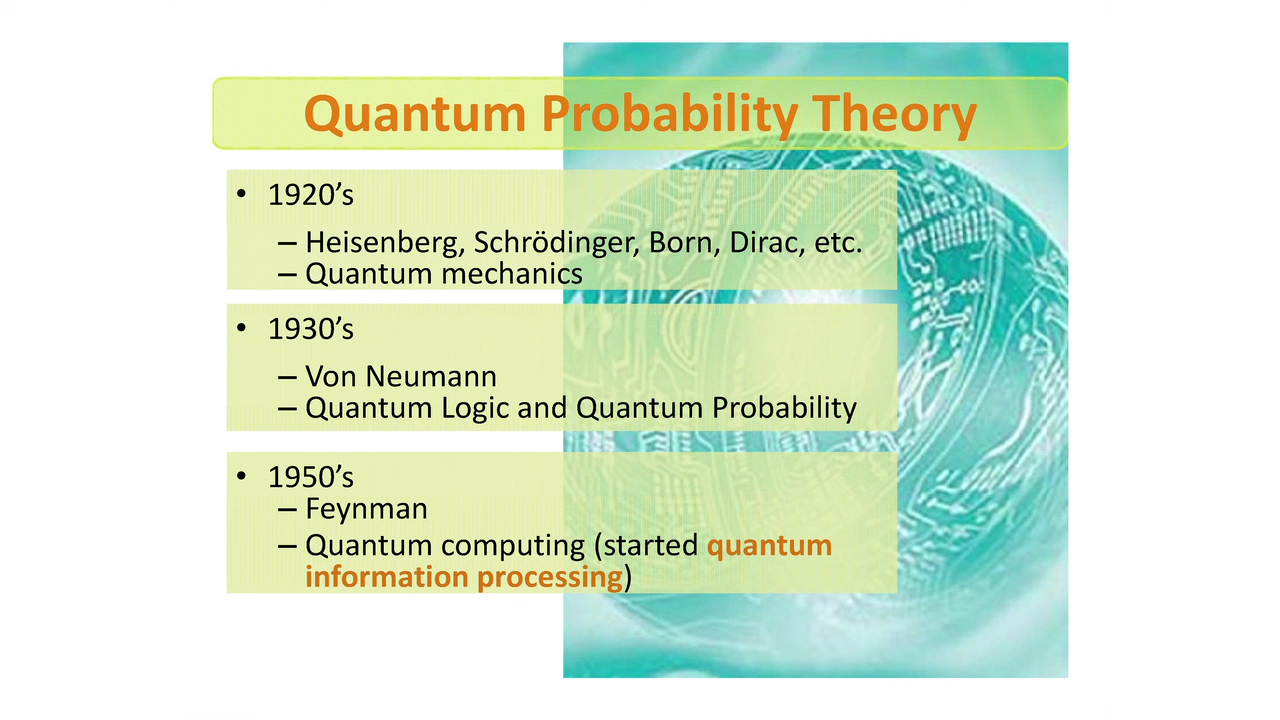 Quantum Probability Theory
• 1920’s
– Heisenberg, Schrödinger, Born, Dirac, etc.
– Quantum mechanics
• 1930’s
– Von Neumann
– Quantum Logic and Quantum Probability
• 1950’s
– Feynman
– Quantum computing (started quantum
information processing)